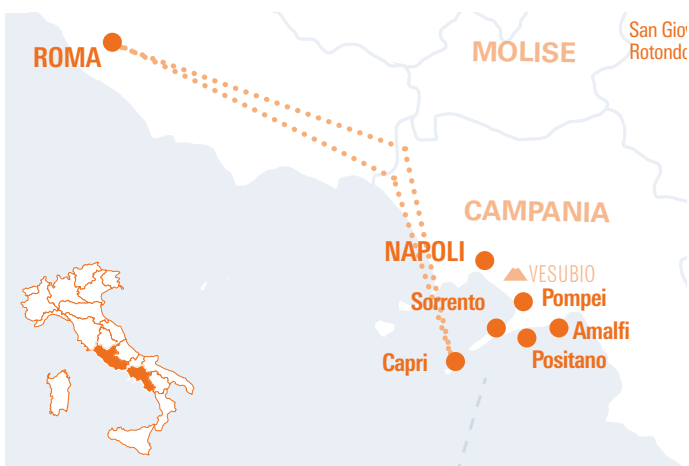 San Gio
Rotondo
ROMA
MOLISE
CAMPANIA
NAPOLI
VESUBIO
Sorrento
Pompei
Amalfi
Capri
Positano